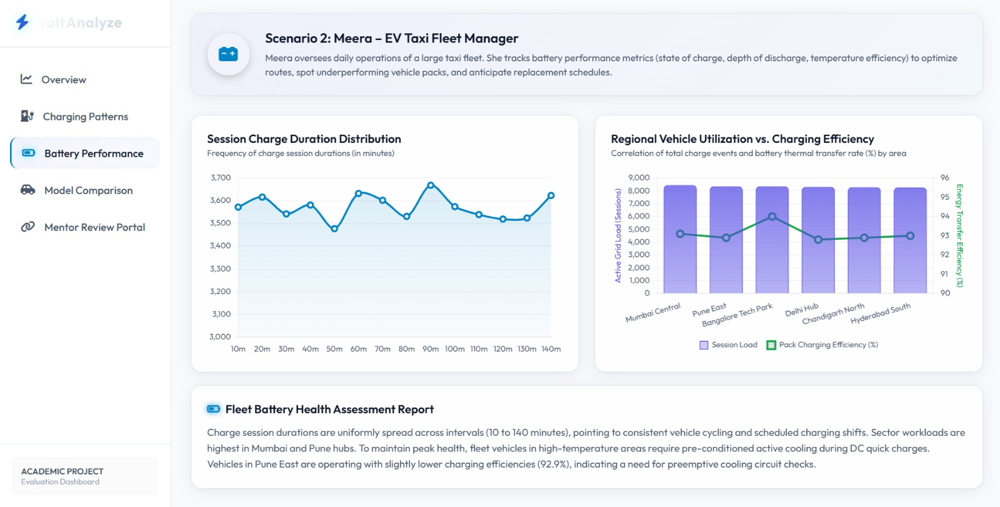 VoltAnalyze
Overview
Charging Patterns
Battery Performance
Model Comparison
Mentor Review Portal
ACADEMIC PROJECT
Evaluation Dashboard
Scenario 2: Meera – EV Taxi Fleet Manager
Meera oversees daily operations of a large taxi fleet. She tracks battery performance metrics (state of charge, depth of discharge, temperature efficiency) to optimize
routes, spot underperforming vehicle packs, and anticipate replacement schedules.
Session Charge Duration Distribution
Frequency of charge session durations (in minutes)
3,700
3,600
3,500
3,400
3,300
3,200
3,100
3,000
10m 20m 30m 40m 50m 60m 70m 80m 90m 100m 110m 120m 130m 140m
Regional Vehicle Utilization vs. Charging Efficiency
Correlation of total charge events and battery thermal transfer rate (%) by area
Active Grid Load (Sessions)
9,000
8,000
7,000
6,000
5,000
4,000
3,000
2,000
1,000
0
96
95
94
93
92
91
90
Energy Transfer Efficiency (%)
Mumbai Central
Pune East
Bangalore Tech Park
Delhi Hub
Chandigarh North
Hyderabad South
Session Load Pack Charging Efficiency (%)
Fleet Battery Health Assessment Report
Charge session durations are uniformly spread across intervals (10 to 140 minutes), pointing to consistent vehicle cycling and scheduled charging shifts. Sector workloads are
highest in Mumbai and Pune hubs. To maintain peak health, fleet vehicles in high-temperature areas require pre-conditioned active cooling during DC quick charges.
Vehicles in Pune East are operating with slightly lower charging efficiencies (92.9%), indicating a need for preemptive cooling circuit checks.